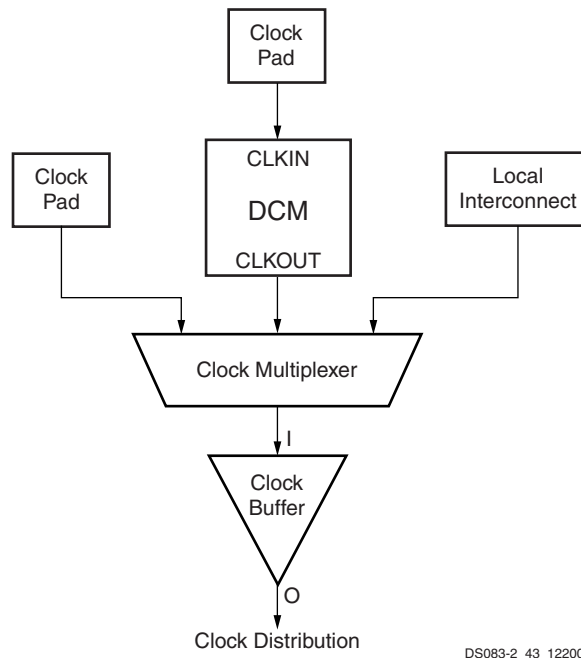 Clock
Pad
Clock
Pad
CLKIN
DCM
CLKOUT
Local
Interconnect
Clock Multiplexer
I
Clock
Buffer
O
Clock Distribution
DS083-2_43_12200